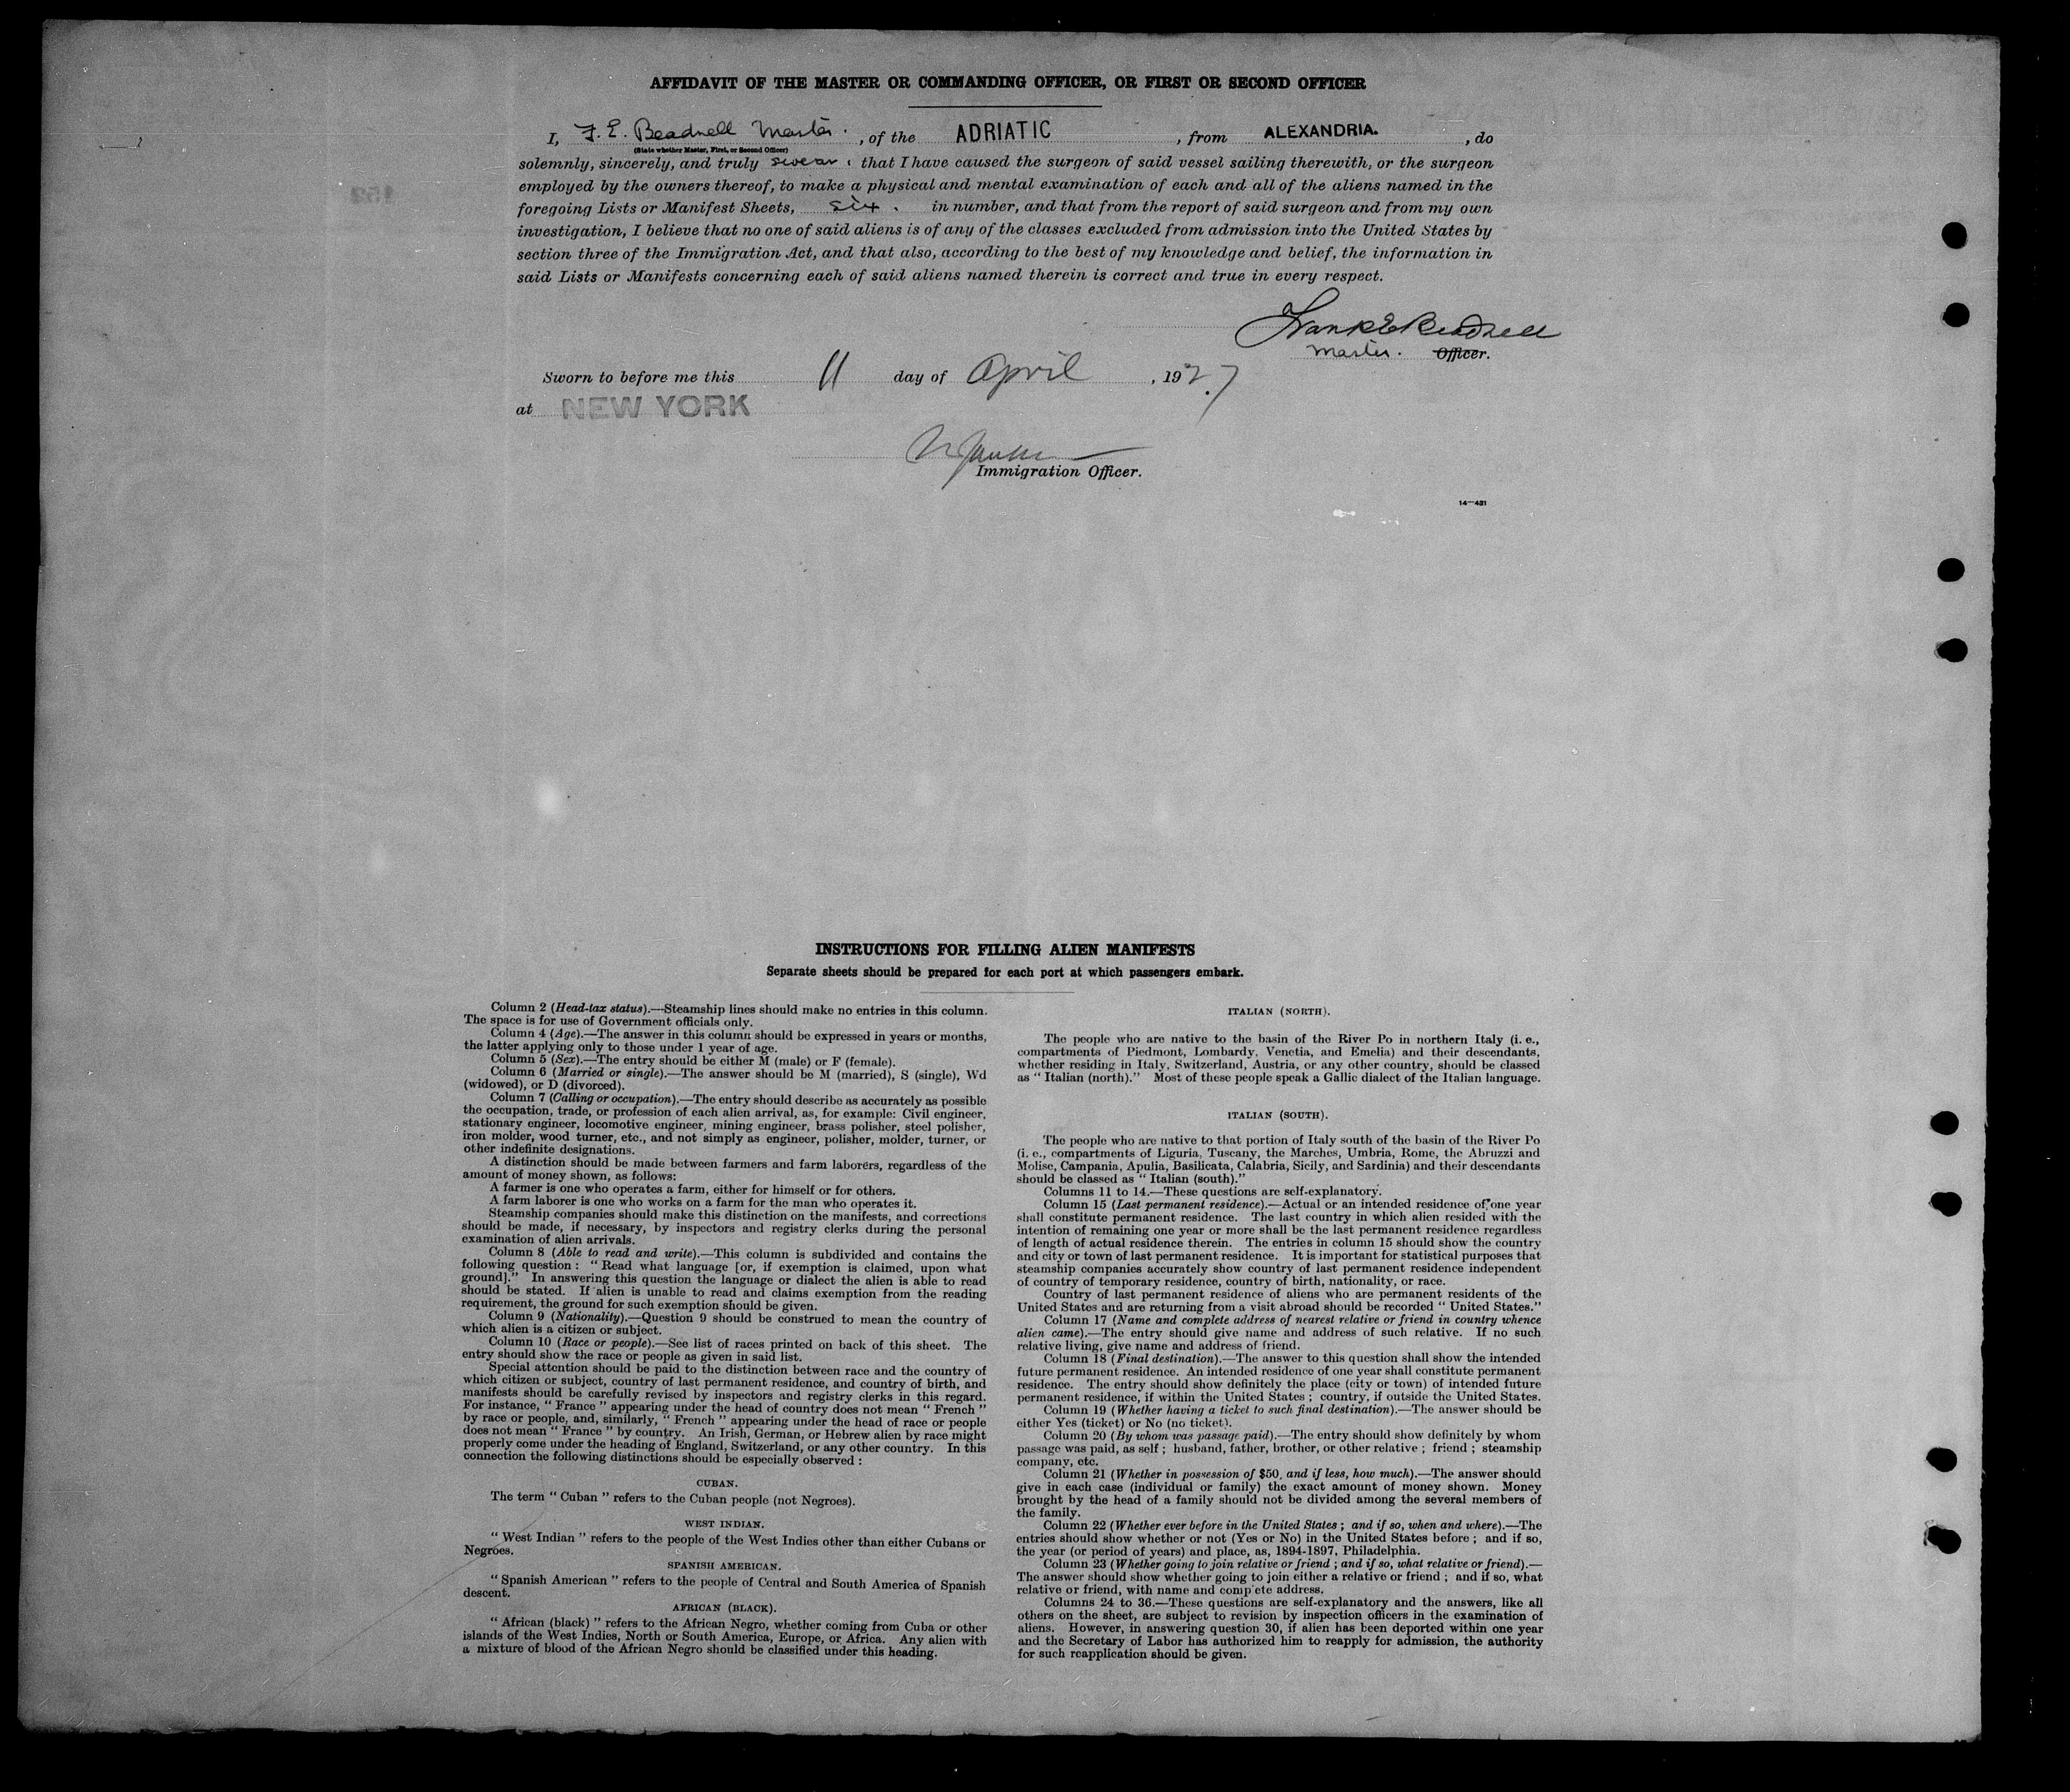 AFFIDAVIT OF THE MASTER OR COMMANDING OFFICER, OR FIRST OR SECOND OFFICER
I, F. E. Beadnell Master. , of the ADRIATIC , from ALEXANDRIA. , do
(State whether Master, First, or Second Officer)
solemnly, sincerely, and truly swear, that I have caused the surgeon of said vessel sailing therewith, or the surgeon
employed by the owners thereof, to make a physical and mental examination of each and all of the aliens named in the
foregoing Lists or Manifest Sheets, six. in number, and that from the report of said surgeon and from my own
investigation, I believe that no one of said aliens is of any of the classes excluded from admission into the United States by
section three of the Immigration Act, and that also, according to the best of my knowledge and belief, the information in
said Lists or Manifests concerning each of said aliens named therein is correct and true in every respect.
Frank E Beadnell
Master. Officer.
Sworn to before me this 11 day of April , 1927
at NEW YORK
Immigration Officer.
14—431
INSTRUCTIONS FOR FILLING ALIEN MANIFESTS
Separate sheets should be prepared for each port at which passengers embark.
Column 2 (Head-tax status).—Steamship lines should make no entries in this column.
The space is for use of Government officials only.
Column 4 (Age).—The answer in this column should be expressed in years or months,
the latter applying only to those under 1 year of age.
Column 5 (Sex).—The entry should be either M (male) or F (female).
Column 6 (Married or single).—The answer should be M (married), S (single), Wd
(widowed), or D (divorced).
Column 7 (Calling or occupation).—The entry should describe as accurately as possible
the occupation, trade, or profession of each alien arrival, as, for example: Civil engineer,
stationary engineer, locomotive engineer, mining engineer, brass polisher, steel polisher,
iron molder, wood turner, etc., and not simply as engineer, polisher, molder, turner, or
other indefinite designations.
A distinction should be made between farmers and farm laborers, regardless of the
amount of money shown, as follows:
A farmer is one who operates a farm, either for himself or for others.
A farm laborer is one who works on a farm for the man who operates it.
Steamship companies should make this distinction on the manifests, and corrections
should be made, if necessary, by inspectors and registry clerks during the personal
examination of alien arrivals.
Column 8 (Able to read and write).—This column is subdivided and contains the
following question : “ Read what language [or, if exemption is claimed, upon what
ground].” In answering this question the language or dialect the alien is able to read
should be stated. If alien is unable to read and claims exemption from the reading
requirement, the ground for such exemption should be given.
Column 9 (Nationality).—Question 9 should be construed to mean the country of
which alien is a citizen or subject.
Column 10 (Race or people).—See list of races printed on back of this sheet. The
entry should show the race or people as given in said list.
Special attention should be paid to the distinction between race and the country of
which citizen or subject, country of last permanent residence, and country of birth, and
manifests should be carefully revised by inspectors and registry clerks in this regard.
For instance, “ France ” appearing under the head of country does not mean “ French ”
by race or people, and, similarly, “ French ” appearing under the head of race or people
does not mean “ France ” by country. An Irish, German, or Hebrew alien by race might
properly come under the heading of England, Switzerland, or any other country. In this
connection the following distinctions should be especially observed :
CUBAN.
The term “ Cuban ” refers to the Cuban people (not Negroes).
WEST INDIAN.
“ West Indian ” refers to the people of the West Indies other than either Cubans or
Negroes.
SPANISH AMERICAN.
“ Spanish American ” refers to the people of Central and South America of Spanish
descent.
AFRICAN (BLACK).
“ African (black) ” refers to the African Negro, whether coming from Cuba or other
islands of the West Indies, North or South America, Europe, or Africa. Any alien with
a mixture of blood of the African Negro should be classified under this heading.
ITALIAN (NORTH).
The people who are native to the basin of the River Po in northern Italy (i. e.,
compartments of Piedmont, Lombardy, Venetia, and Emelia) and their descendants,
whether residing in Italy, Switzerland, Austria, or any other country, should be classed
as “ Italian (north).” Most of these people speak a Gallic dialect of the Italian language.
ITALIAN (SOUTH).
The people who are native to that portion of Italy south of the basin of the River Po
(i. e., compartments of Liguria, Tuscany, the Marches, Umbria, Rome, the Abruzzi and
Molise, Campania, Apulia, Basilicata, Calabria, Sicily, and Sardinia) and their descendants
should be classed as “ Italian (south).”
Columns 11 to 14.—These questions are self-explanatory.
Column 15 (Last permanent residence).—Actual or an intended residence of one year
shall constitute permanent residence. The last country in which alien resided with the
intention of remaining one year or more shall be the last permanent residence regardless
of length of actual residence therein. The entries in column 15 should show the country
and city or town of last permanent residence. It is important for statistical purposes that
steamship companies accurately show country of last permanent residence independent
of country of temporary residence, country of birth, nationality, or race.
Country of last permanent residence of aliens who are permanent residents of the
United States and are returning from a visit abroad should be recorded “ United States.”
Column 17 (Name and complete address of nearest relative or friend in country whence
alien came).—The entry should give name and address of such relative. If no such
relative living, give name and address of friend.
Column 18 (Final destination).—The answer to this question shall show the intended
future permanent residence. An intended residence of one year shall constitute permanent
residence. The entry should show definitely the place (city or town) of intended future
permanent residence, if within the United States ; country, if outside the United States.
Column 19 (Whether having a ticket to such final destination).—The answer should be
either Yes (ticket) or No (no ticket).
Column 20 (By whom was passage paid).—The entry should show definitely by whom
passage was paid, as self ; husband, father, brother, or other relative ; friend ; steamship
company, etc.
Column 21 (Whether in possession of $50, and if less, how much).—The answer should
give in each case (individual or family) the exact amount of money shown. Money
brought by the head of a family should not be divided among the several members of
the family.
Column 22 (Whether ever before in the United States ; and if so, when and where).—The
entries should show whether or not (Yes or No) in the United States before ; and if so,
the year (or period of years) and place, as, 1894-1897, Philadelphia.
Column 23 (Whether going to join relative or friend ; and if so, what relative or friend).—
The answer should show whether going to join either a relative or friend ; and if so, what
relative or friend, with name and complete address.
Columns 24 to 36.—These questions are self-explanatory and the answers, like all
others on the sheet, are subject to revision by inspection officers in the examination of
aliens. However, in answering question 30, if alien has been deported within one year
and the Secretary of Labor has authorized him to reapply for admission, the authority
for such reapplication should be given.